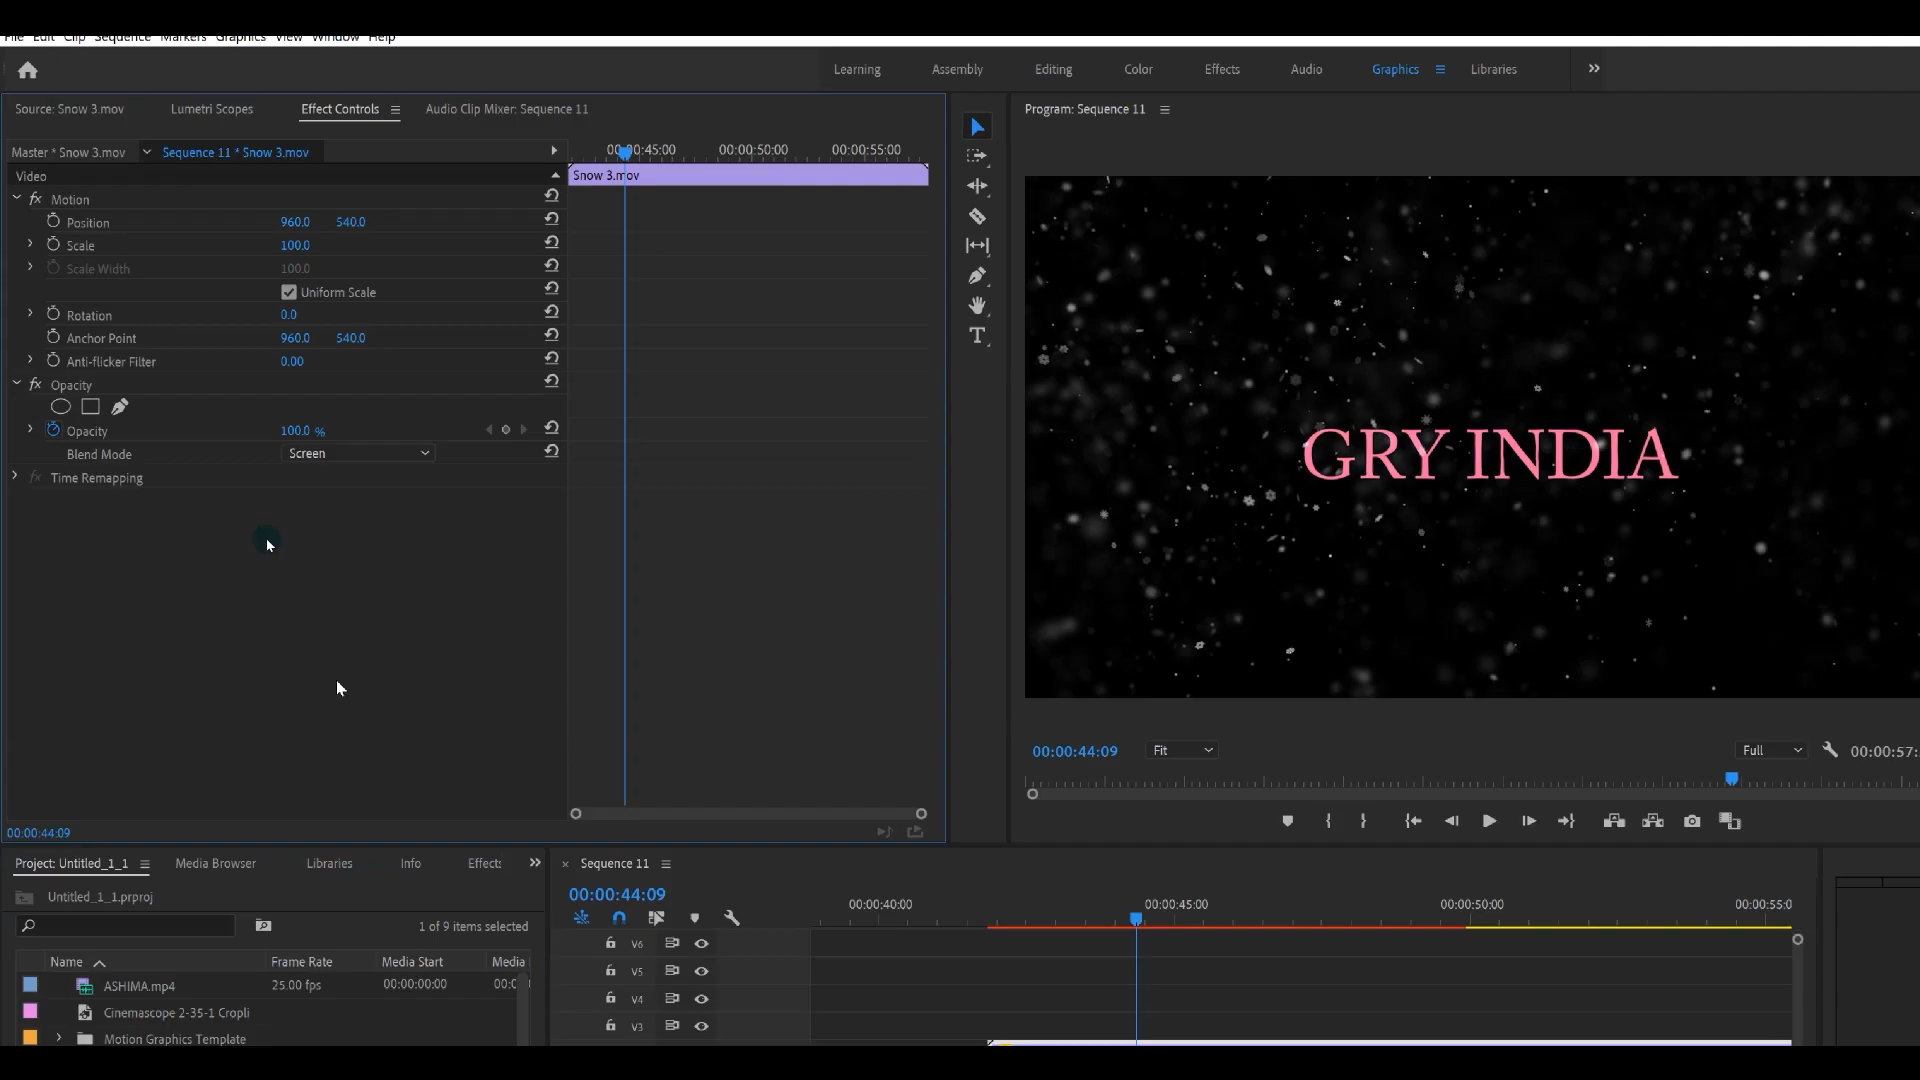 File Edit Clip Sequence Markers Graphics View Window Help
Learning Assembly Editing Color Effects Audio Graphics Libraries
Source: Snow 3.mov Lumetri Scopes Effect Controls Audio Clip Mixer: Sequence 11
Program: Sequence 11
Master * Snow 3.mov Sequence 11 * Snow 3.mov
00:00:45:00 00:00:50:00 00:00:55:00
Video
Snow 3.mov
fx Motion
Position 960.0 540.0
Scale 100.0
Scale Width 100.0
Uniform Scale
Rotation 0.0
Anchor Point 960.0 540.0
Anti-flicker Filter 0.00
fx Opacity
Opacity 100.0 %
Blend Mode Screen
fx Time Remapping
GRY INDIA
00:00:44:09 Fit Full 00:00:57:
00:00:44:09
Project: Untitled_1_1 Media Browser Libraries Info Effects
Untitled_1_1.prproj
1 of 9 items selected
Name Frame Rate Media Start Media
ASHIMA.mp4 25.00 fps 00:00:00:00 00:0
Cinemascope 2-35-1 Cropli
Motion Graphics Template
Sequence 11
00:00:44:09
00:00:40:00 00:00:45:00 00:00:50:00 00:00:55:0
V6
V5
V4
V3